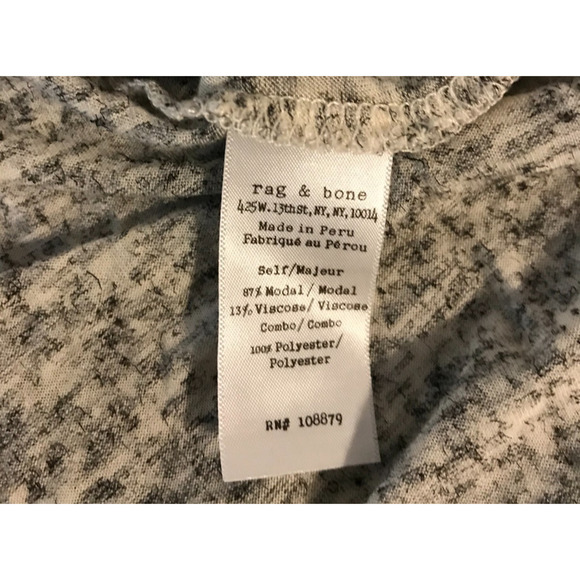 rag & bone
425W.13thSt,NY,NY,10014
Made in Peru
Fabriqué au Pérou
Self/Majeur
87% Modal/Modal
13% Viscose/Viscose
Combo/Combo
100% Polyester/
Polyester
RN# 108879